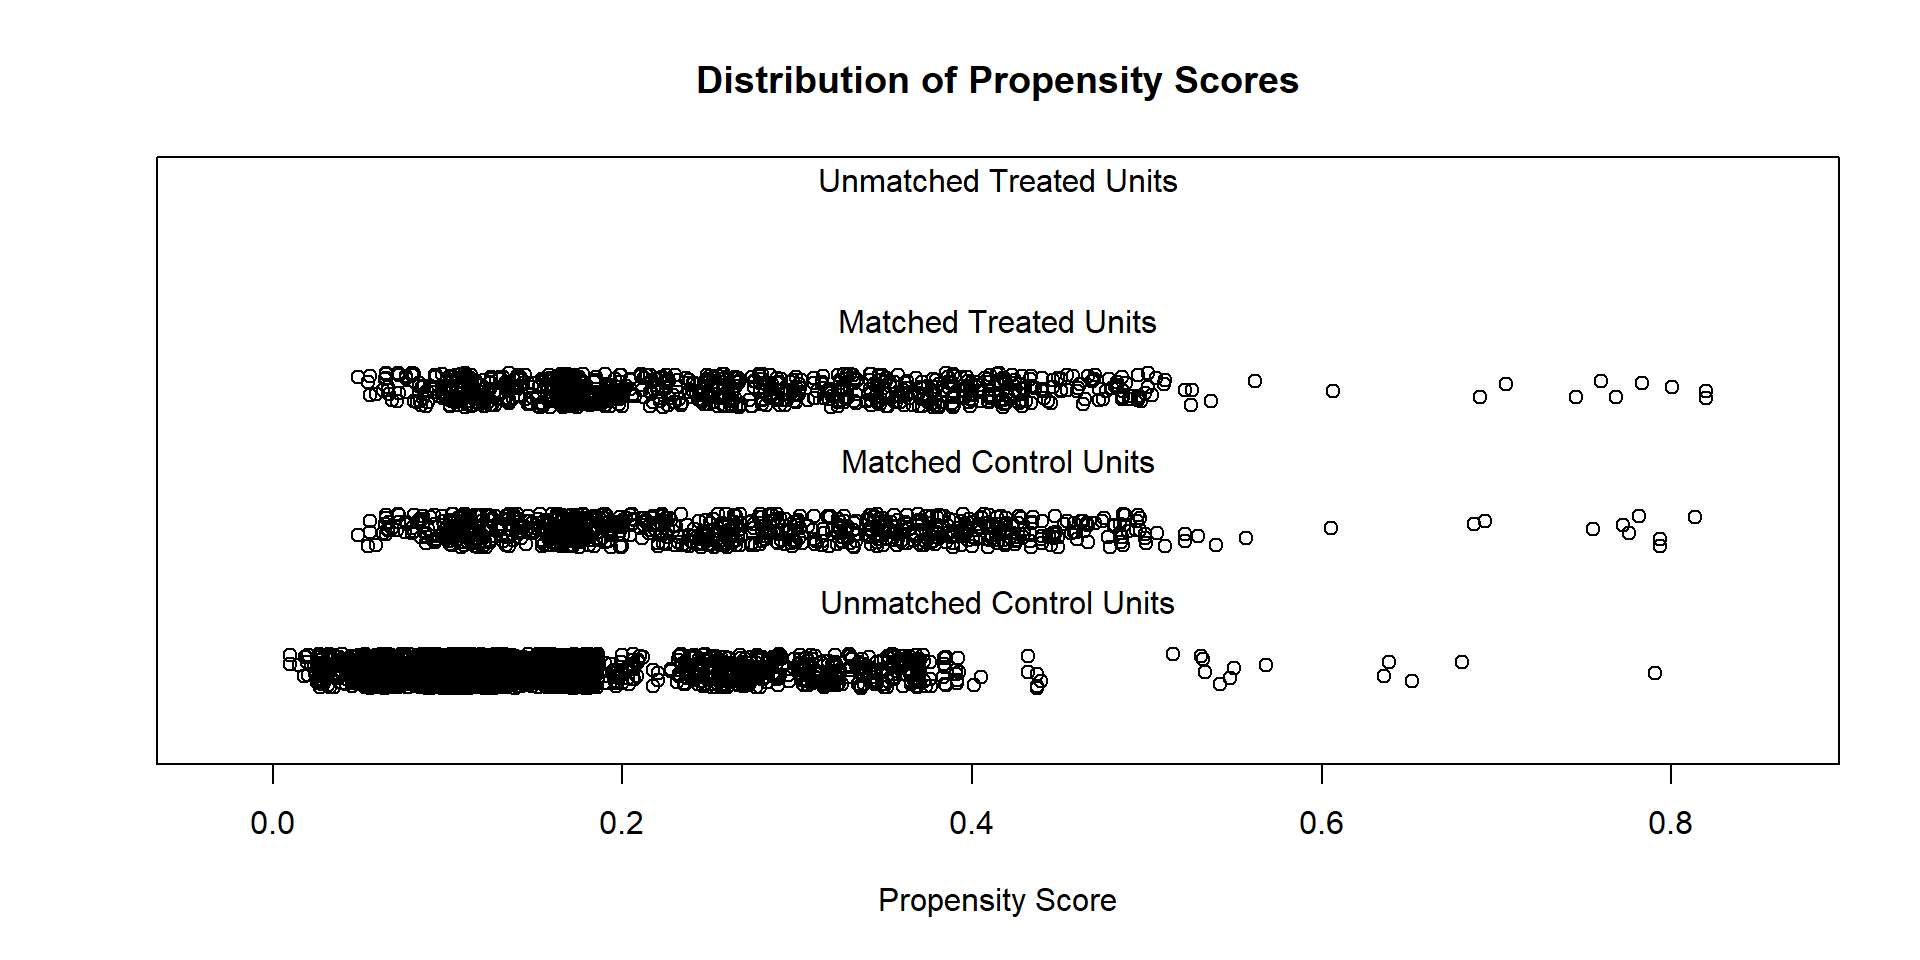 Distribution of Propensity Scores
Unmatched Treated Units
Matched Treated Units
Matched Control Units
Unmatched Control Units
0.0 0.2 0.4 0.6 0.8
Propensity Score